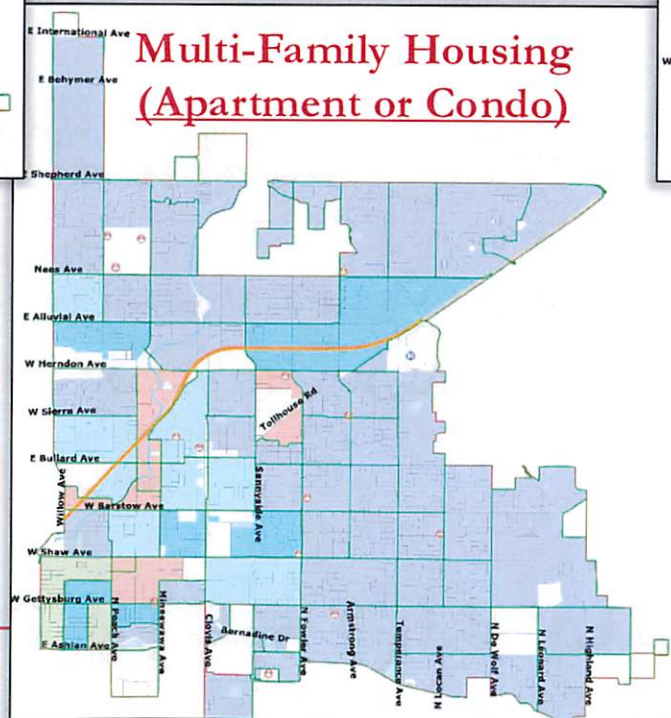 Multi-Family Housing
(Apartment or Condo)
E International Ave
E Behymer Ave
E Shepherd Ave
Nees Ave
E Alluvial Ave
W Herndon Ave
W Sierra Ave
Tollhouse Rd
E Bullard Ave
Willow Ave
W Barstow Ave
Sunnyside Ave
W Shaw Ave
W Gettysburg Ave
N Peach Ave
Minnewawa Ave
Clovis Ave
Bernadine Dr
N Fowler Ave
Armstrong Ave
Temperance Ave
N Locan Ave
N De Wolf Ave
N Leonard Ave
N Highland Ave
E Ashlan Ave
W